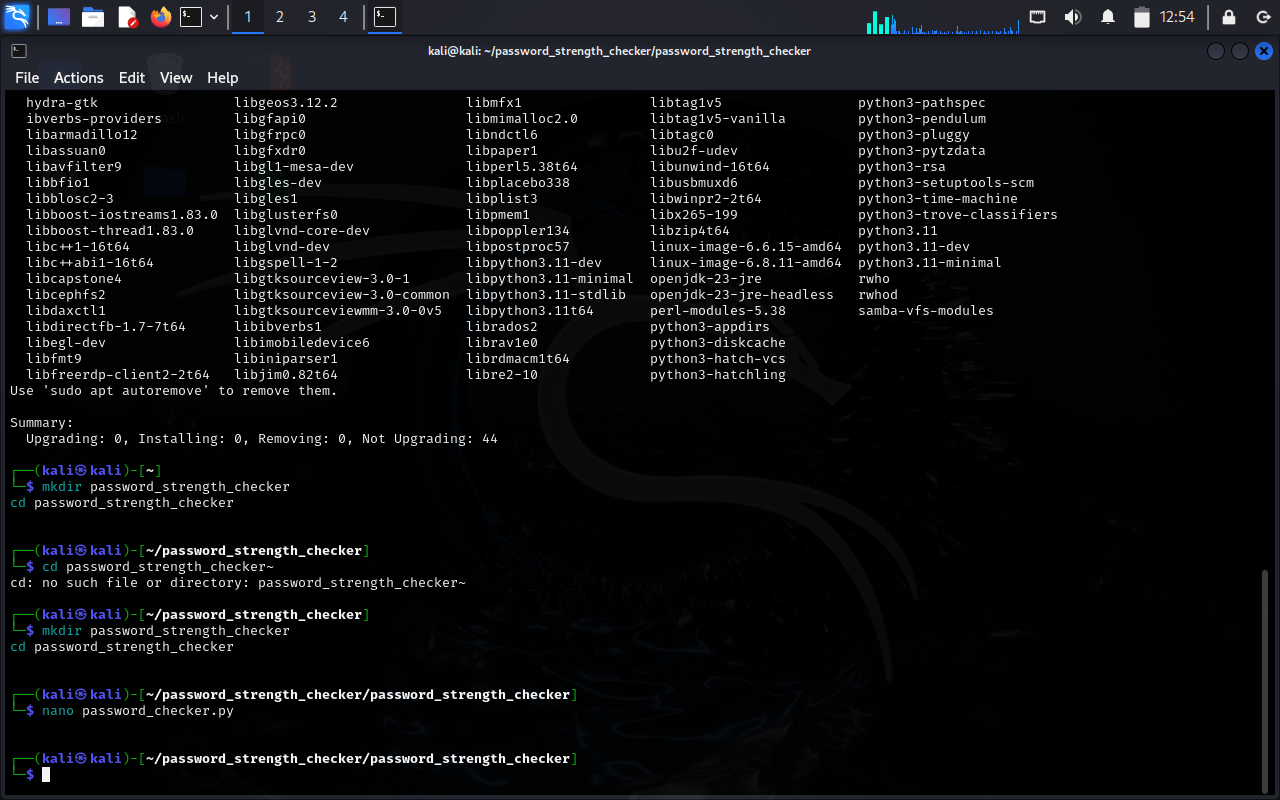 1 2 3 4 12:54
kali@kali: ~/password_strength_checker/password_strength_checker
File Actions Edit View Help
hydra-gtk libgeos3.12.2 libmfx1 libtag1v5 python3-pathspec
ibverbs-providers libgfapi0 libmimalloc2.0 libtag1v5-vanilla python3-pendulum
libarmadillo12 libgfrpc0 libndctl6 libtagc0 python3-pluggy
libassuan0 libgfxdr0 libpaper1 libu2f-udev python3-pytzdata
libavfilter9 libgl1-mesa-dev libperl5.38t64 libunwind-16t64 python3-rsa
libbfio1 libgles-dev libplacebo338 libusbmuxd6 python3-setuptools-scm
libblosc2-3 libgles1 libplist3 libwinpr2-2t64 python3-time-machine
libboost-iostreams1.83.0 libglusterfs0 libpmem1 libx265-199 python3-trove-classifiers
libboost-thread1.83.0 libglvnd-core-dev libpoppler134 libzip4t64 python3.11
libc++1-16t64 libglvnd-dev libpostproc57 linux-image-6.6.15-amd64 python3.11-dev
libc++abi1-16t64 libgspell-1-2 libpython3.11-dev linux-image-6.8.11-amd64 python3.11-minimal
libcapstone4 libgtksourceview-3.0-1 libpython3.11-minimal openjdk-23-jre rwho
libcephfs2 libgtksourceview-3.0-common libpython3.11-stdlib openjdk-23-jre-headless rwhod
libdaxctl1 libgtksourceviewmm-3.0-0v5 libpython3.11t64 perl-modules-5.38 samba-vfs-modules
libdirectfb-1.7-7t64 libibverbs1 librados2 python3-appdirs
libegl-dev libimobiledevice6 librav1e0 python3-diskcache
libfmt9 libiniparser1 librdmacm1t64 python3-hatch-vcs
libfreerdp-client2-2t64 libjim0.82t64 libre2-10 python3-hatchling
Use 'sudo apt autoremove' to remove them.
Summary:
Upgrading: 0, Installing: 0, Removing: 0, Not Upgrading: 44
┌──(kali㉿kali)-[~]
└─$ mkdir password_strength_checker
cd password_strength_checker
┌──(kali㉿kali)-[~/password_strength_checker]
└─$ cd password_strength_checker~
cd: no such file or directory: password_strength_checker~
┌──(kali㉿kali)-[~/password_strength_checker]
└─$ mkdir password_strength_checker
cd password_strength_checker
┌──(kali㉿kali)-[~/password_strength_checker/password_strength_checker]
└─$ nano password_checker.py
┌──(kali㉿kali)-[~/password_strength_checker/password_strength_checker]
└─$